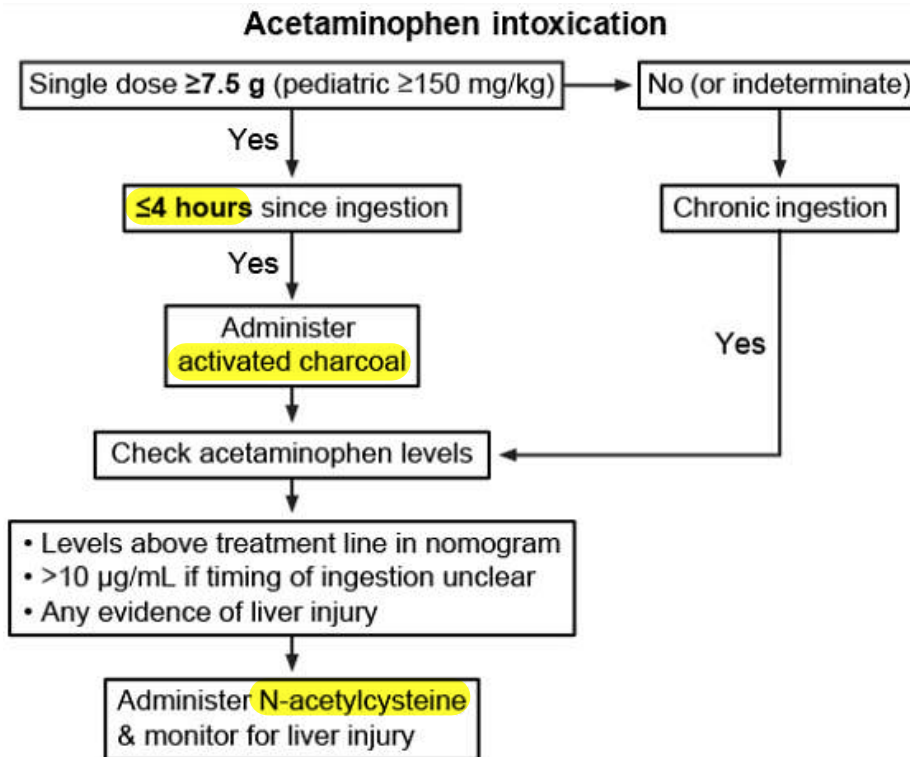 Acetaminophen intoxication
Single dose ≥7.5 g (pediatric ≥150 mg/kg)
No (or indeterminate)
Yes
≤4 hours since ingestion
Chronic ingestion
Yes
Administer
activated charcoal
Yes
Check acetaminophen levels
• Levels above treatment line in nomogram
• >10 μg/mL if timing of ingestion unclear
• Any evidence of liver injury
Administer N-acetylcysteine
& monitor for liver injury